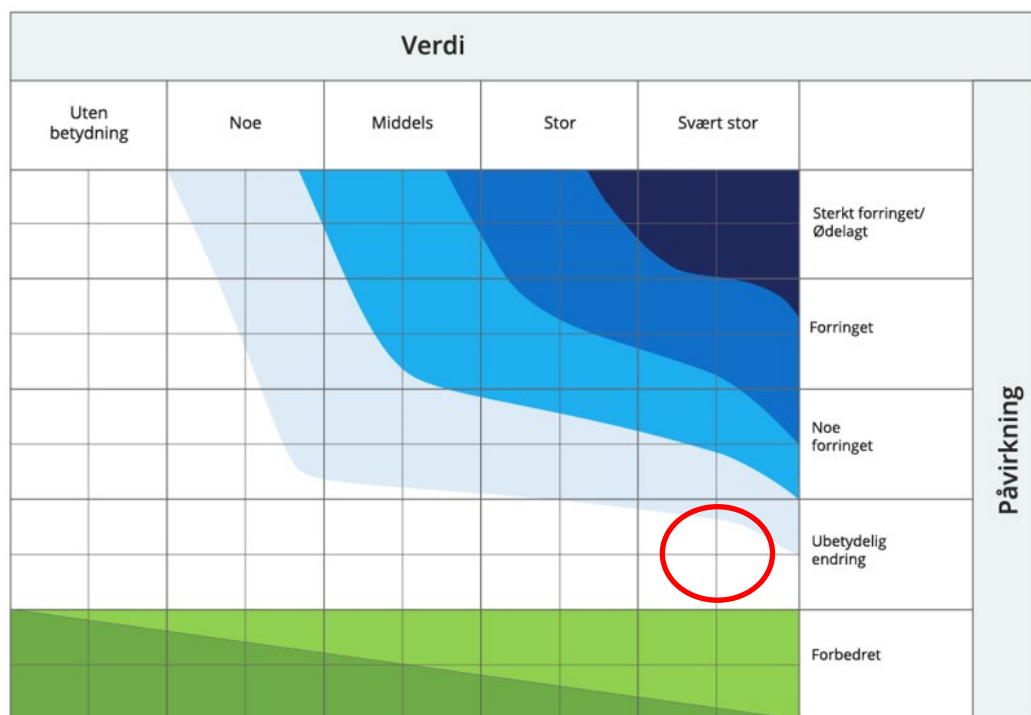 Verdi
Uten
betydning
Noe
Middels
Stor
Svært stor
Sterkt forringet/
Ødelagt
Forringet
Noe
forringet
Ubetydelig
endring
Forbedret
Påvirkning